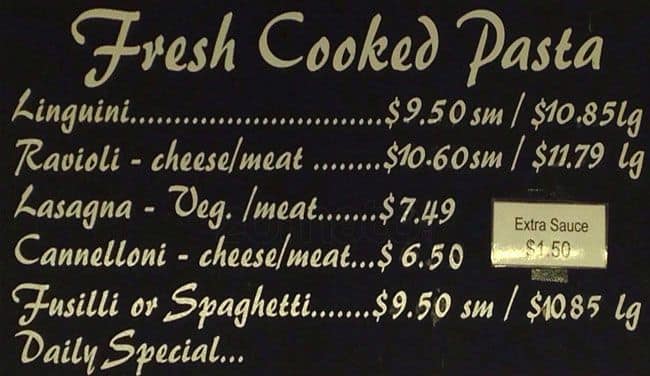 Fresh Cooked Pasta
Linguini............................$9.50 sm / $10.85lg
Ravioli - cheese/meat ........$10.60sm / $11.79 lg
Lasagna - Veg. /meat.......$7.49
Extra Sauce
$1.50
Cannelloni - cheese/meat...$ 6.50
Fusilli or Spaghetti.......$9.50 sm / $10.85 lg
Daily Special...